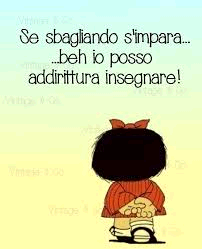 Se sbagliando s'impara...
...beh io posso
addirittura insegnare!